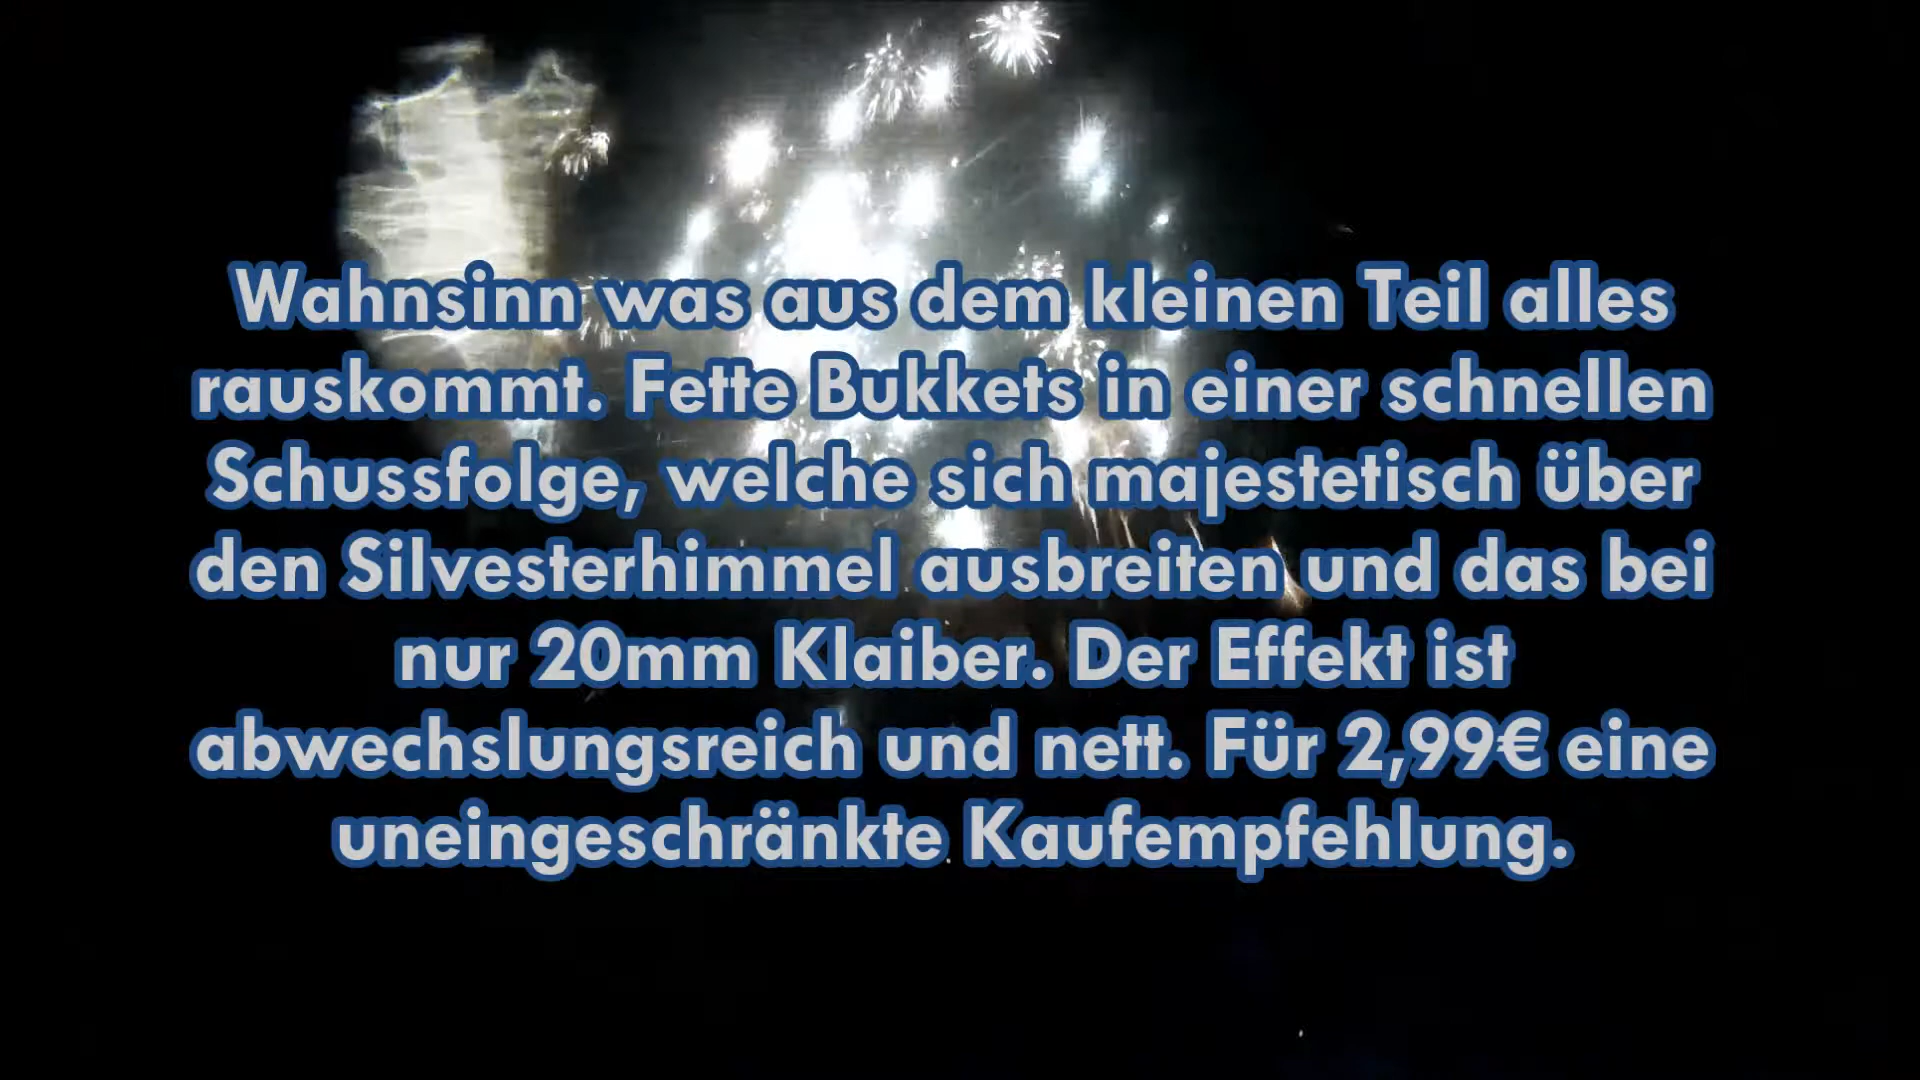 Wahnsinn was aus dem kleinen Teil alles
rauskommt. Fette Bukkets in einer schnellen
Schussfolge, welche sich majestetisch über
den Silvesterhimmel ausbreiten und das bei
nur 20mm Klaiber. Der Effekt ist
abwechslungsreich und nett. Für 2,99€ eine
uneingeschränkte Kaufempfehlung.